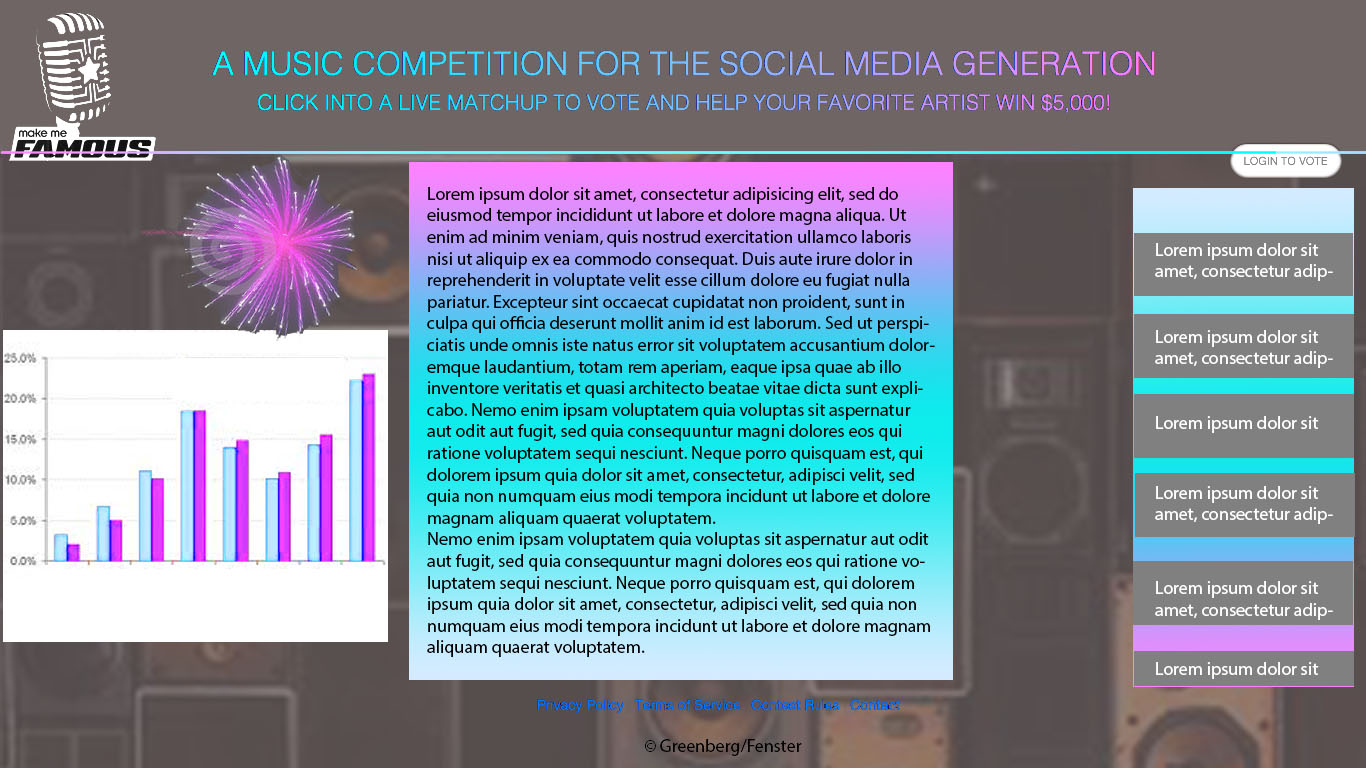 A MUSIC COMPETITION FOR THE SOCIAL MEDIA GENERATION
CLICK INTO A LIVE MATCHUP TO VOTE AND HELP YOUR FAVORITE ARTIST WIN $5,000!
make me
FAMOUS
LOGIN TO VOTE
25.0%
20.0%
15.0%
10.0%
5.0%
0.0%
Lorem ipsum dolor sit amet, consectetur adipisicing elit, sed do
eiusmod tempor incididunt ut labore et dolore magna aliqua. Ut
enim ad minim veniam, quis nostrud exercitation ullamco laboris
nisi ut aliquip ex ea commodo consequat. Duis aute irure dolor in
reprehenderit in voluptate velit esse cillum dolore eu fugiat nulla
pariatur. Excepteur sint occaecat cupidatat non proident, sunt in
culpa qui officia deserunt mollit anim id est laborum. Sed ut perspi-
ciatis unde omnis iste natus error sit voluptatem accusantium dolor-
emque laudantium, totam rem aperiam, eaque ipsa quae ab illo
inventore veritatis et quasi architecto beatae vitae dicta sunt expli-
cabo. Nemo enim ipsam voluptatem quia voluptas sit aspernatur
aut odit aut fugit, sed quia consequuntur magni dolores eos qui
ratione voluptatem sequi nesciunt. Neque porro quisquam est, qui
dolorem ipsum quia dolor sit amet, consectetur, adipisci velit, sed
quia non numquam eius modi tempora incidunt ut labore et dolore
magnam aliquam quaerat voluptatem.
Nemo enim ipsam voluptatem quia voluptas sit aspernatur aut odit
aut fugit, sed quia consequuntur magni dolores eos qui ratione vo-
luptatem sequi nesciunt. Neque porro quisquam est, qui dolorem
ipsum quia dolor sit amet, consectetur, adipisci velit, sed quia non
numquam eius modi tempora incidunt ut labore et dolore magnam
aliquam quaerat voluptatem.
Lorem ipsum dolor sit
amet, consectetur adip-
Lorem ipsum dolor sit
amet, consectetur adip-
Lorem ipsum dolor sit
Lorem ipsum dolor sit
amet, consectetur adip-
Lorem ipsum dolor sit
amet, consectetur adip-
Lorem ipsum dolor sit
Privacy Policy Terms of Service Contest Rules Contact
© Greenberg/Fenster